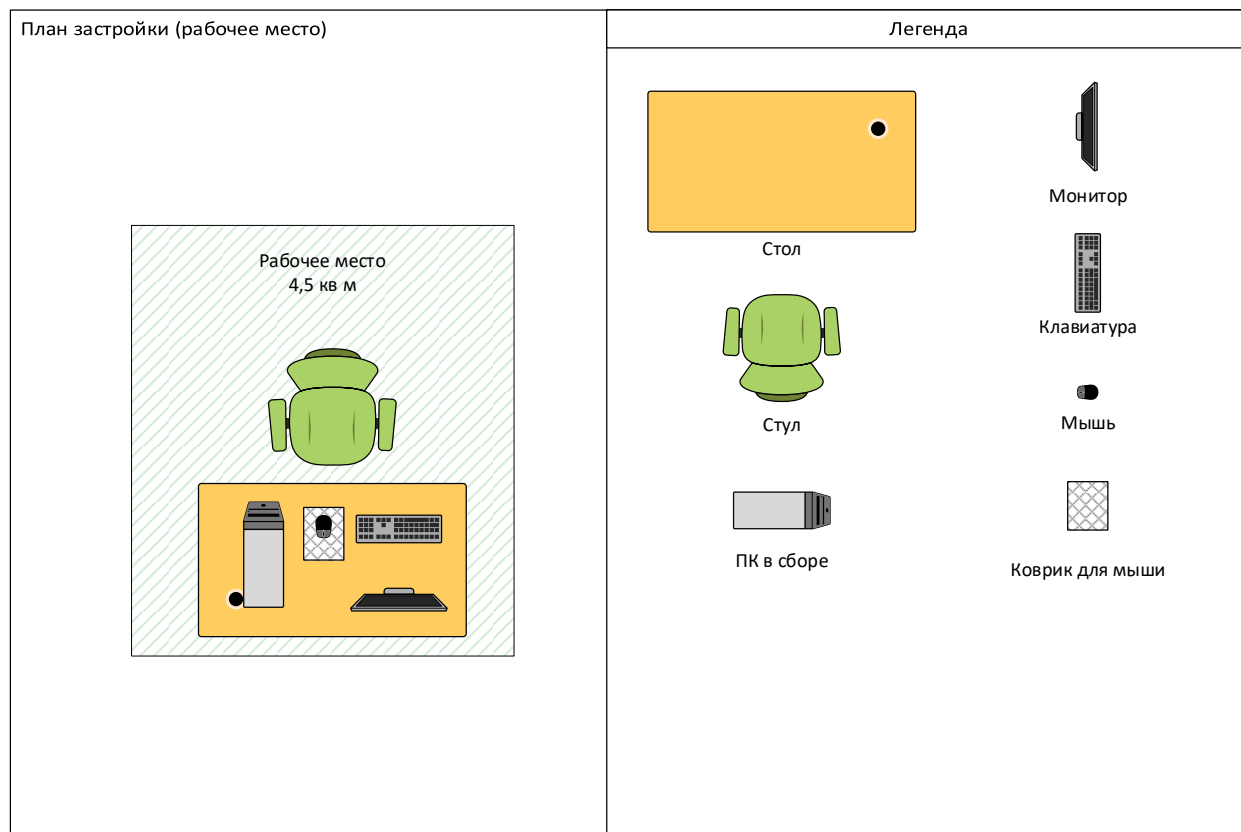 План застройки (рабочее место)
Легенда
Рабочее место
4,5 кв м
Стол
Монитор
Клавиатура
Стул
Мышь
ПК в сборе
Коврик для мыши